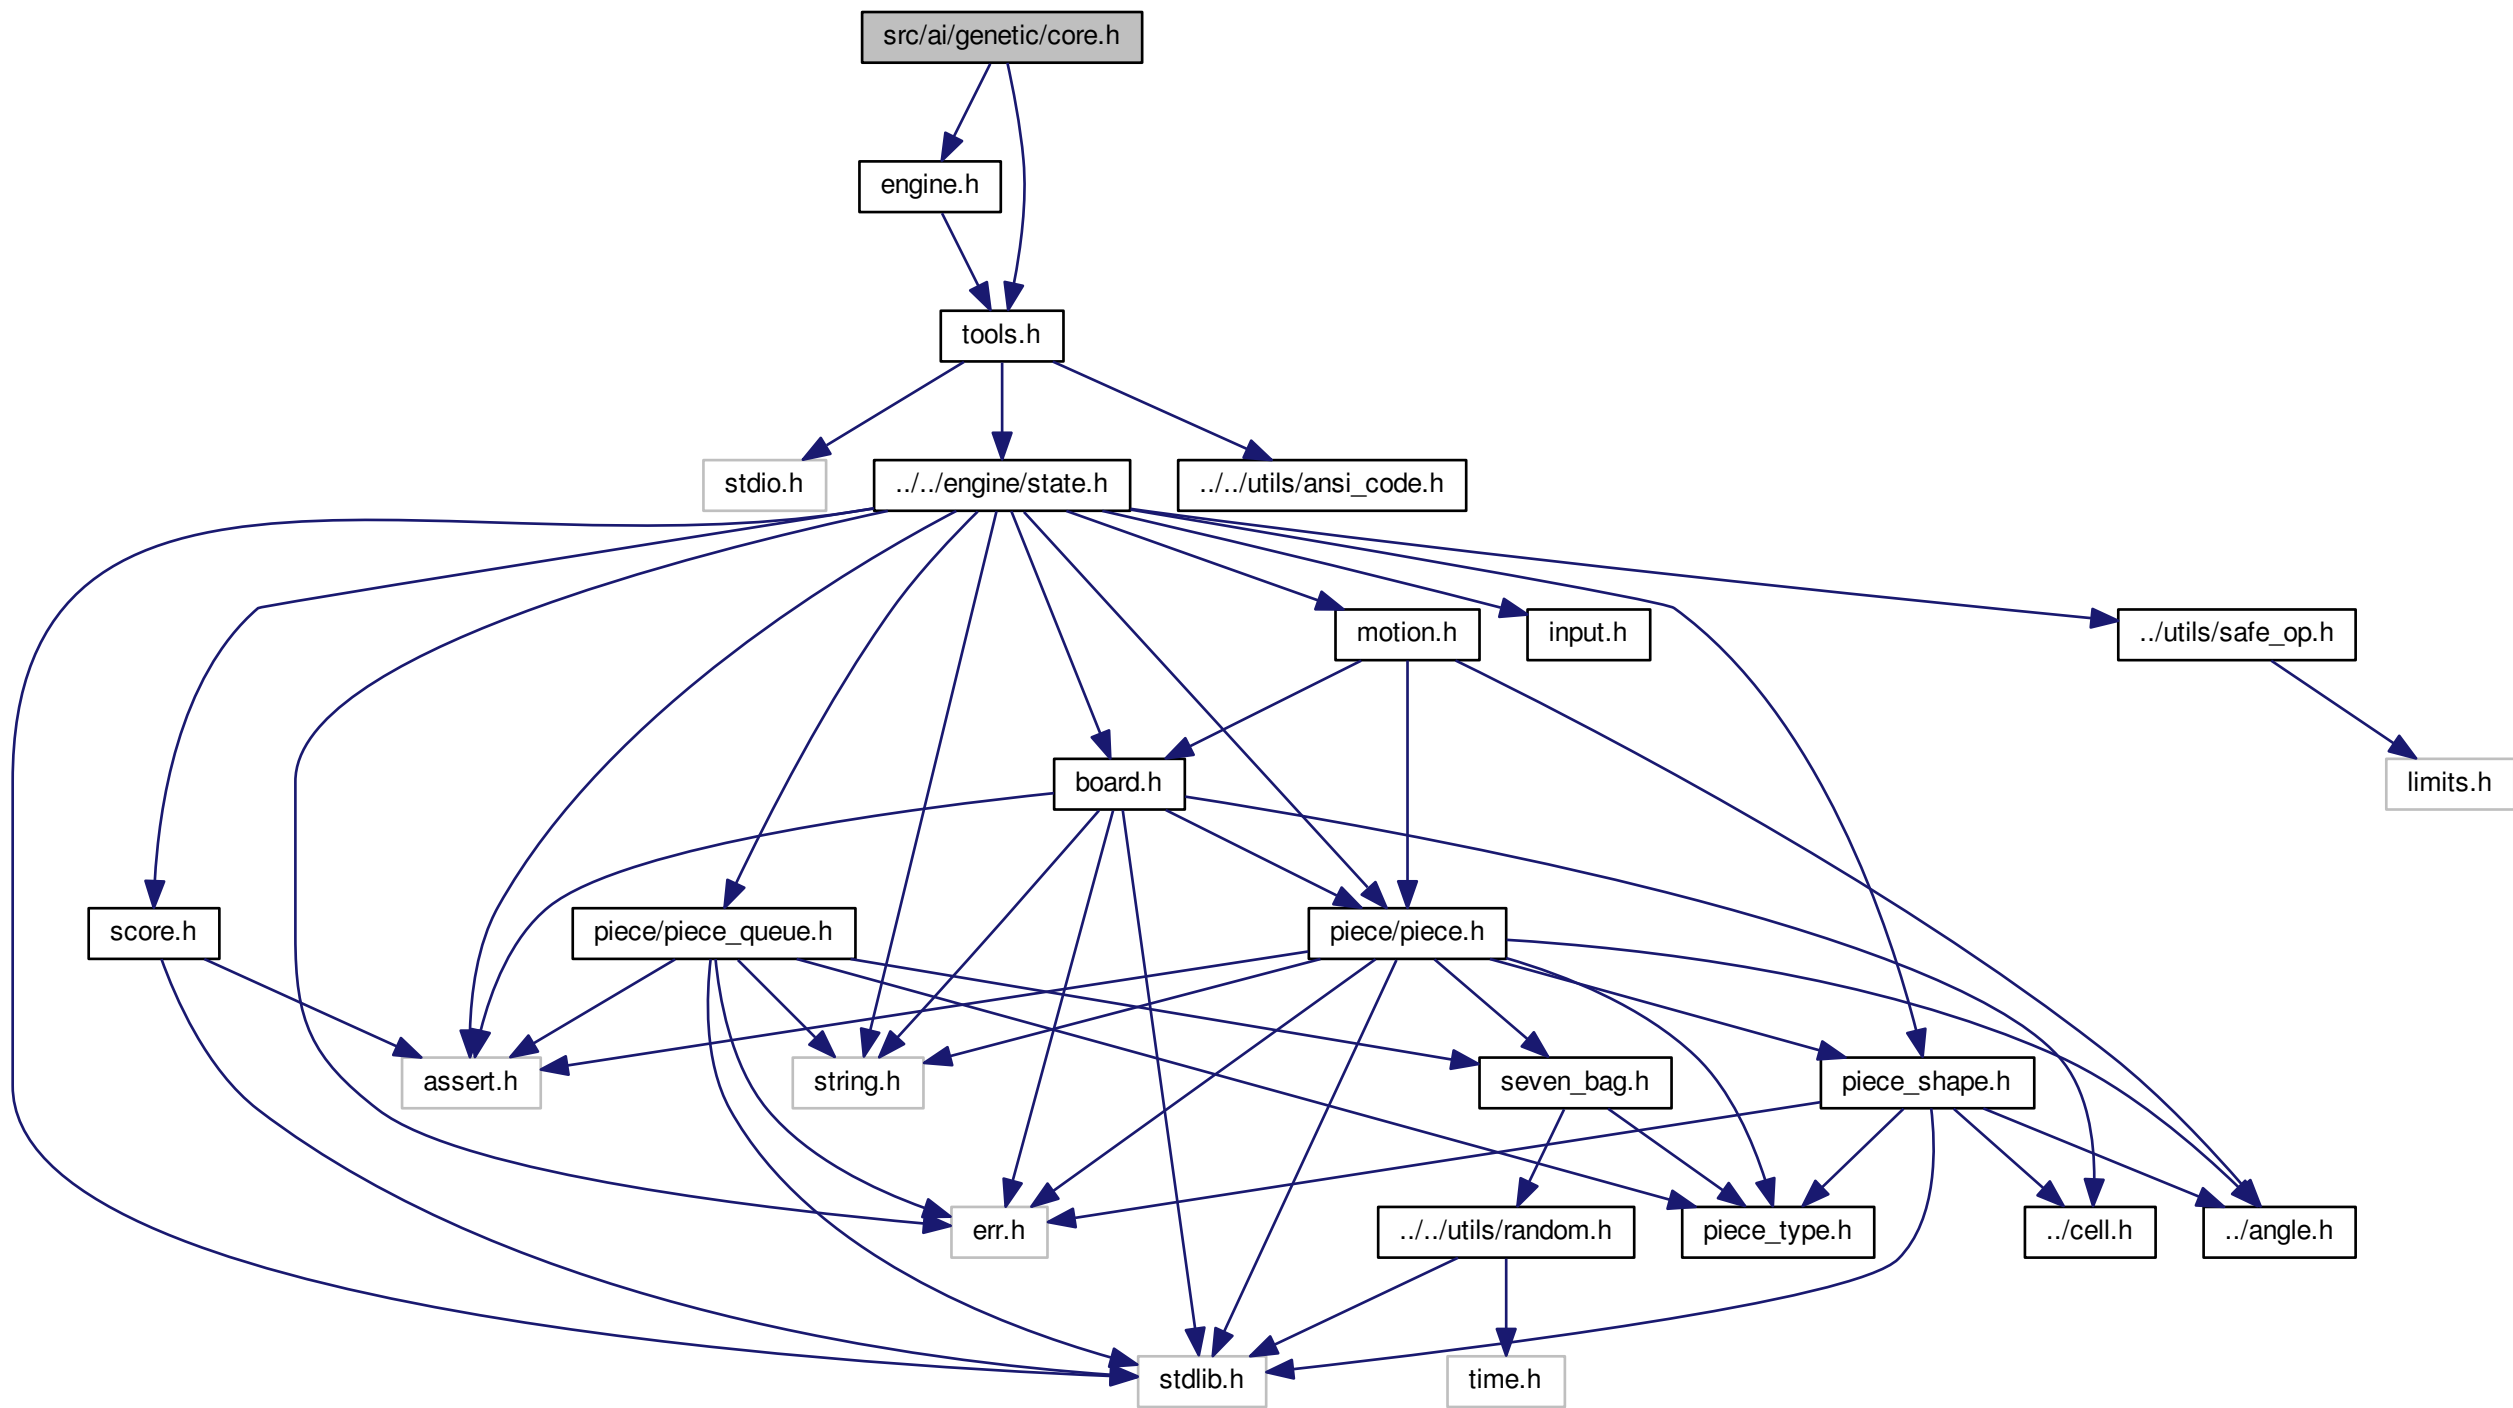 src/ai/genetic/core.h
engine.h
tools.h
stdio.h
../../engine/state.h
../../utils/ansi_code.h
motion.h
input.h
../utils/safe_op.h
board.h
limits.h
score.h
piece/piece_queue.h
piece/piece.h
assert.h
string.h
seven_bag.h
piece_shape.h
err.h
../../utils/random.h
piece_type.h
../cell.h
../angle.h
stdlib.h
time.h